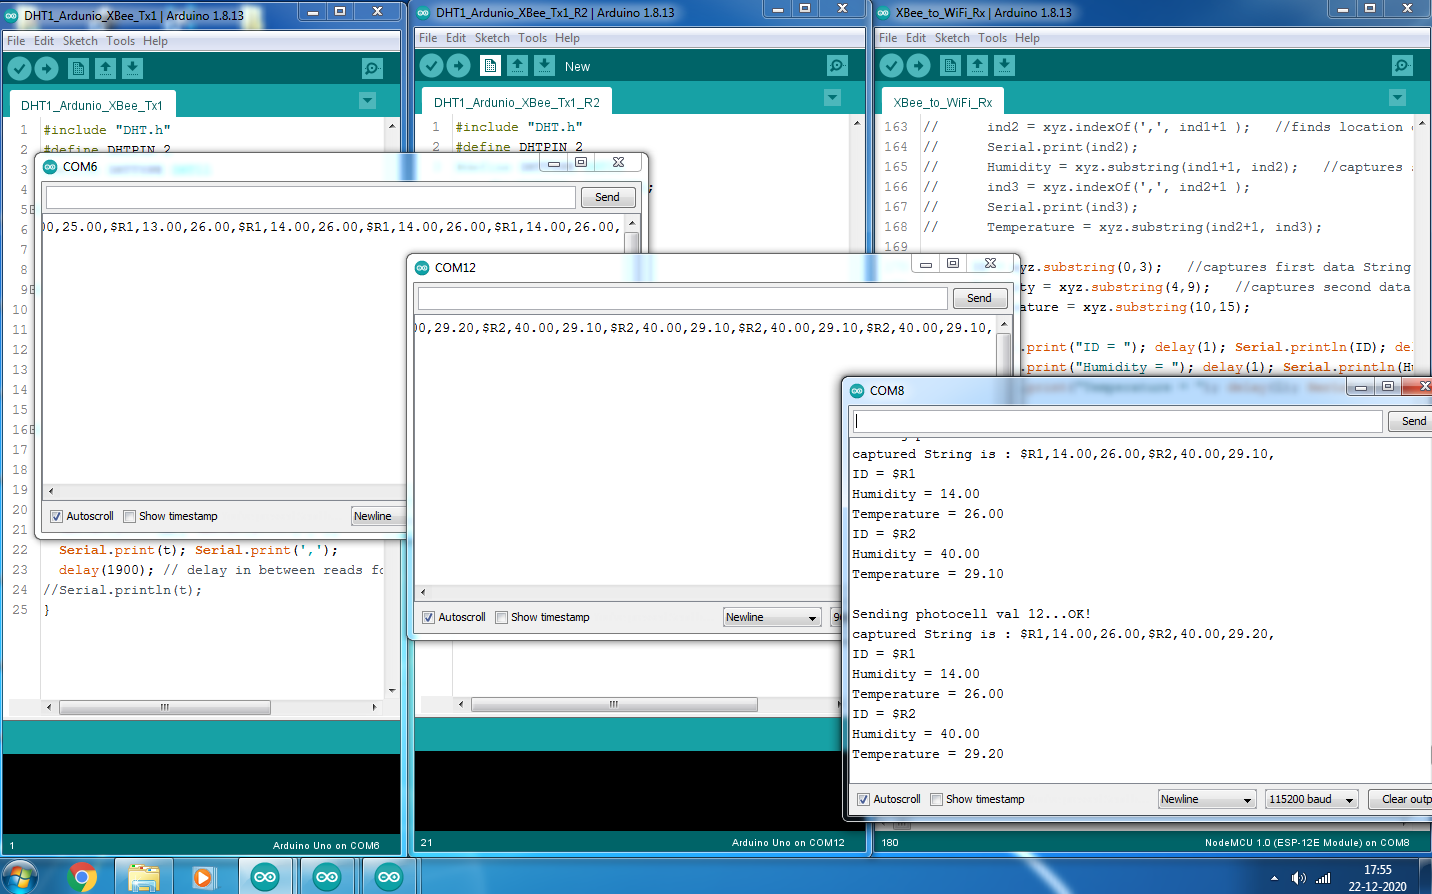 DHT1_Ardunio_XBee_Tx1 | Arduino 1.8.13
File Edit Sketch Tools Help
DHT1_Ardunio_XBee_Tx1
1 #include "DHT.h"
2 #define DHTPIN 2
3
4
5
6
7
8
9
10
11
12
13
14
15
16
17
18
19
20
21
22 Serial.print(t); Serial.print(',');
23 delay(1900); // delay in between reads fo
24 //Serial.println(t);
25 }
1
Arduino Uno on COM6
COM6
Send
00,25.00,$R1,13.00,26.00,$R1,14.00,26.00,$R1,14.00,26.00,$R1,14.00,26.00,
Autoscroll Show timestamp Newline
DHT1_Ardunio_XBee_Tx1_R2 | Arduino 1.8.13
File Edit Sketch Tools Help
New
DHT1_Ardunio_XBee_Tx1_R2
1 #include "DHT.h"
2 #define DHTPIN 2
21
Arduino Uno on COM12
COM12
Send
00,29.20,$R2,40.00,29.10,$R2,40.00,29.10,$R2,40.00,29.10,$R2,40.00,29.10,
Autoscroll Show timestamp Newline
XBee_to_WiFi_Rx | Arduino 1.8.13
File Edit Sketch Tools Help
XBee_to_WiFi_Rx
163 // ind2 = xyz.indexOf(',', ind1+1 ); //finds location
164 // Serial.print(ind2);
165 // Humidity = xyz.substring(ind1+1, ind2); //captures
166 // ind3 = xyz.indexOf(',', ind2+1 );
167 // Serial.print(ind3);
168 // Temperature = xyz.substring(ind2+1, ind3);
169
xyz.substring(0,3); //captures first data String
ty = xyz.substring(4,9); //captures second data
ature = xyz.substring(10,15);
.print("ID = "); delay(1); Serial.println(ID); de
.print("Humidity = "); delay(1); Serial.println(Hu
180
NodeMCU 1.0 (ESP-12E Module) on COM8
COM8
Send
captured String is : $R1,14.00,26.00,$R2,40.00,29.10,
ID = $R1
Humidity = 14.00
Temperature = 26.00
ID = $R2
Humidity = 40.00
Temperature = 29.10
Sending photocell val 12...OK!
captured String is : $R1,14.00,26.00,$R2,40.00,29.20,
ID = $R1
Humidity = 14.00
Temperature = 26.00
ID = $R2
Humidity = 40.00
Temperature = 29.20
Autoscroll Show timestamp Newline 115200 baud Clear outp
17:55
22-12-2020